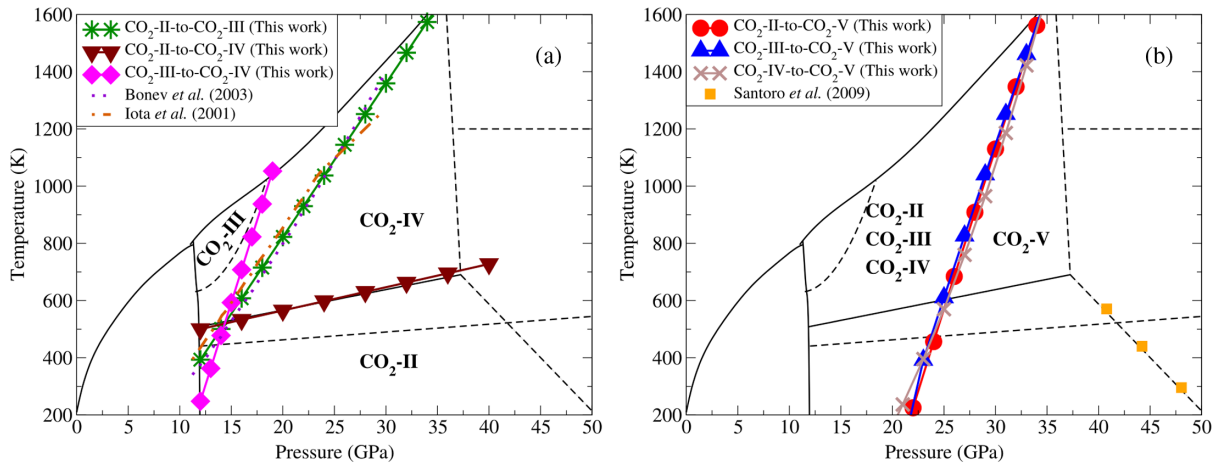 1600
1400
1200
1000
800
600
400
200
Temperature (K)
0 5 10 15 20 25 30 35 40 45 50
Pressure (GPa)
CO₂-II-to-CO₂-III (This work)
CO₂-II-to-CO₂-IV (This work)
CO₂-III-to-CO₂-IV (This work)
Bonev et al. (2003)
Iota et al. (2001)
(a)
CO₂-III
CO₂-IV
CO₂-II
1600
1400
1200
1000
800
600
400
200
Temperature (K)
0 5 10 15 20 25 30 35 40 45 50
Pressure (GPa)
CO₂-II-to-CO₂-V (This work)
CO₂-III-to-CO₂-V (This work)
CO₂-IV-to-CO₂-V (This work)
Santoro et al. (2009)
(b)
CO₂-II
CO₂-III
CO₂-IV
CO₂-V